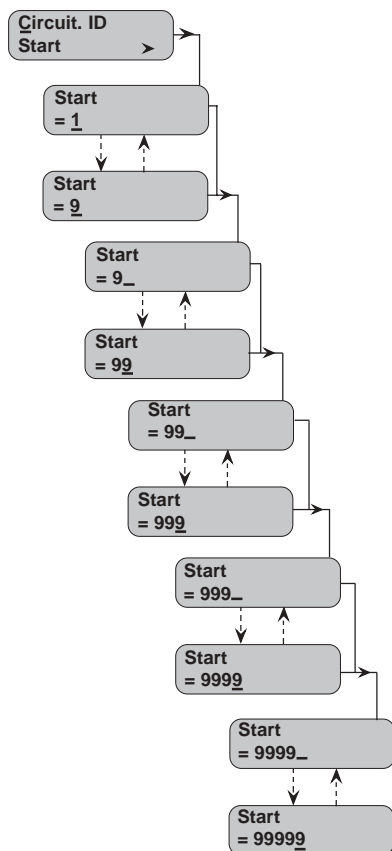 Circuit. ID
Start
Start
= 1
Start
= 9
Start
= 9_
Start
= 99
Start
= 99_
Start
= 999
Start
= 999_
Start
= 9999
Start
= 9999_
Start
= 99999